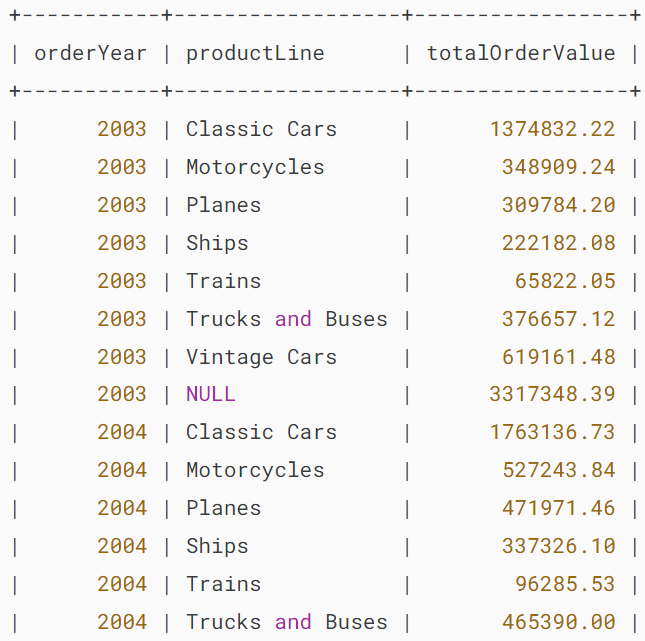 +-----------+------------------+-----------------+
| orderYear | productLine      | totalOrderValue |
+-----------+------------------+-----------------+
|      2003 | Classic Cars     |      1374832.22 |
|      2003 | Motorcycles      |       348909.24 |
|      2003 | Planes           |       309784.20 |
|      2003 | Ships            |       222182.08 |
|      2003 | Trains           |        65822.05 |
|      2003 | Trucks and Buses |       376657.12 |
|      2003 | Vintage Cars     |       619161.48 |
|      2003 | NULL             |      3317348.39 |
|      2004 | Classic Cars     |      1763136.73 |
|      2004 | Motorcycles      |       527243.84 |
|      2004 | Planes           |       471971.46 |
|      2004 | Ships            |       337326.10 |
|      2004 | Trains           |        96285.53 |
|      2004 | Trucks and Buses |       465390.00 |